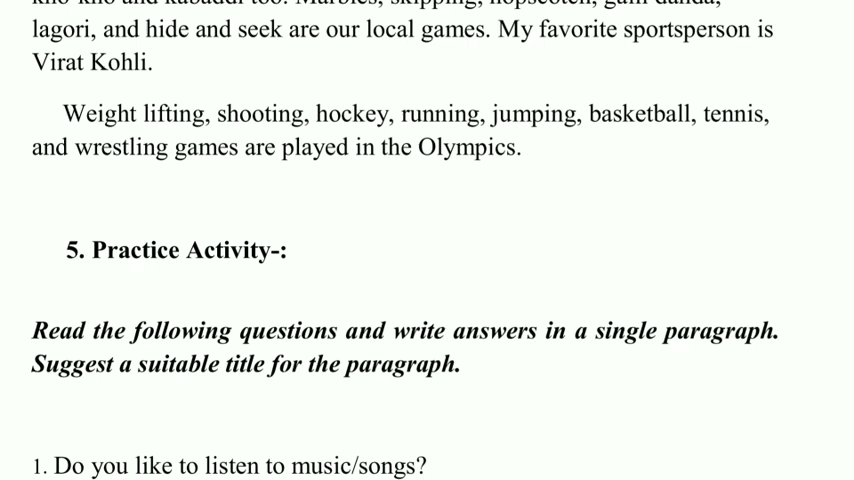 lagori, and hide and seek are our local games. My favorite sportsperson is
Virat Kohli.
Weight lifting, shooting, hockey, running, jumping, basketball, tennis,
and wrestling games are played in the Olympics.
5. Practice Activity-:
Read the following questions and write answers in a single paragraph.
Suggest a suitable title for the paragraph.
1. Do you like to listen to music/songs?